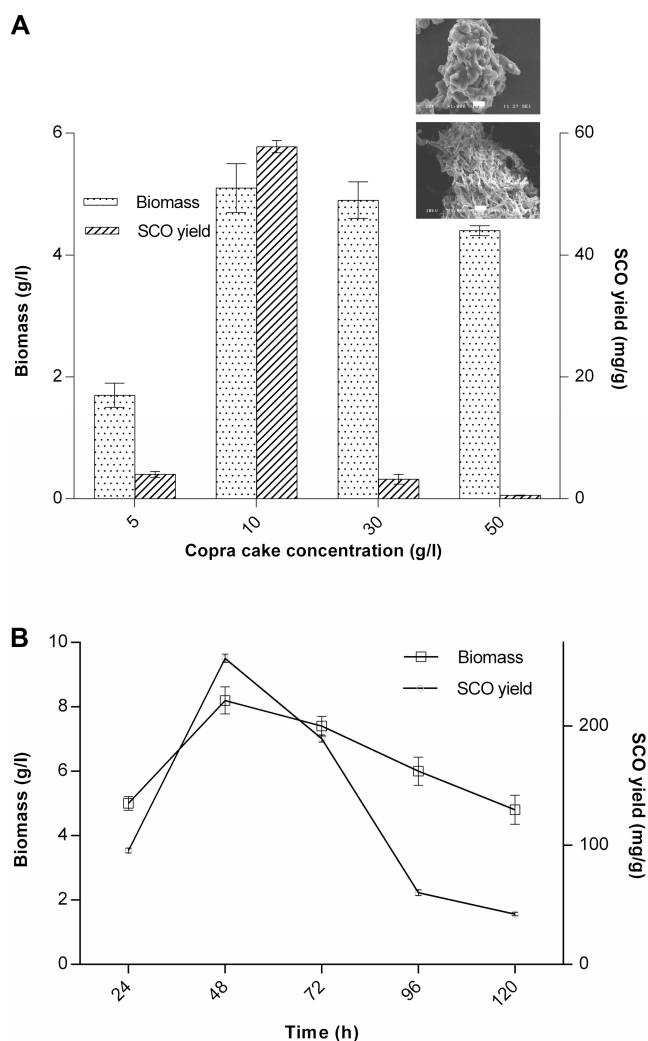 A
6
4
2
0
Biomass (g/l)
Biomass
SCO yield
60
40
20
0
SCO yield (mg/g)
5
10
30
50
Copra cake concentration (g/l)
B
10
8
6
4
2
0
Biomass (g/l)
Biomass
SCO yield
200
100
0
SCO yield (mg/g)
24
48
72
96
120
Time (h)